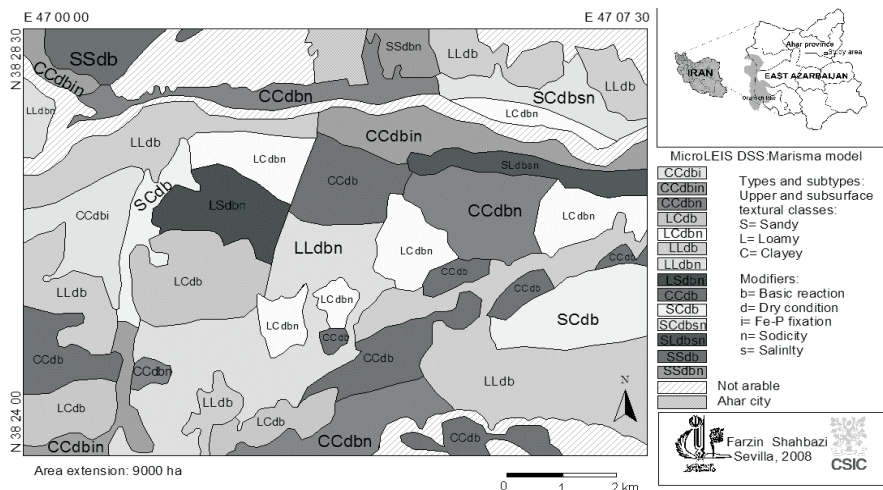 E 47 00 00
E 47 07 30
N 38 28 30
SSdb
SSdbn
LLdb
CCdbin
CCdbn
SCdbsn
LLdb
LLdbn
LCdbn
LLdb
CCdbin
LCdbn
SLdbsn
SCdb
CCdb
CCdbi
LSdbn
CCdbn
LCdbn
LLdbn
LCdbn
LCdb
CCdb
CCdb
CCdb
LLdb
LCdbn
LCdbn
SCdb
CCdb
CCdb
CCdbn
CCdb
LLdb
LLdb
N
LCdb
LCdb
N 38 24 00
CCdbin
CCdbn
CCdb
CCdb
Area extension: 9000 ha
0 1 2 km
Ahar province
Study area
IRAN
EAST AZARBAIJAN
MicroLEIS DSS:Marisma model
CCdbi
CCdbin
CCdbn
LCdb
LCdbn
LLdb
LLdbn
LSdbn
CCdb
SCdb
SCdbsn
SLdbsn
SSdb
SSdbn
Types and subtypes:
Upper and subsurface
textural classes:
S= Sandy
L= Loamy
C= Clayey
Modifiers:
b= Basic reaction
d= Dry condition
i= Fe-P fixation
n= Sodicity
s= Salinity
Not arable
Ahar city
Farzin Shahbazi
Sevilla, 2008
CSIC